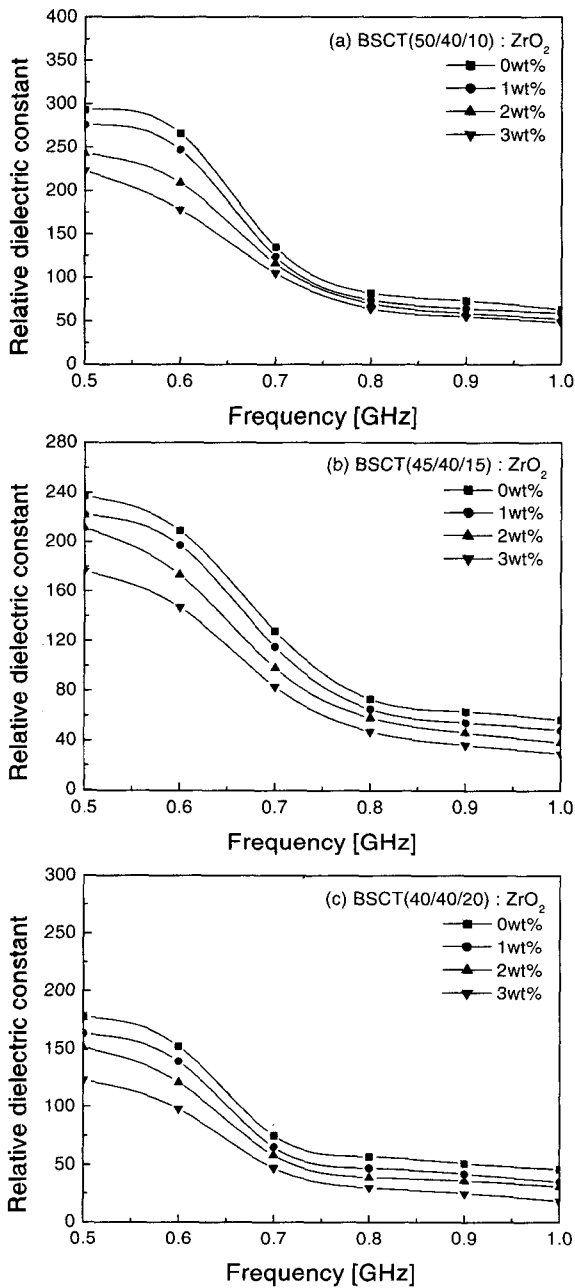 (a) BSCT(50/40/10) : ZrO₂
0wt%
1wt%
2wt%
3wt%
400
350
300
250
200
150
100
50
0
Relative dielectric constant
0.5 0.6 0.7 0.8 0.9 1.0
Frequency [GHz]
(b) BSCT(45/40/15) : ZrO₂
0wt%
1wt%
2wt%
3wt%
280
240
200
160
120
80
40
0
Relative dielectric constant
0.5 0.6 0.7 0.8 0.9 1.0
Frequency [GHz]
(c) BSCT(40/40/20) : ZrO₂
0wt%
1wt%
2wt%
3wt%
300
250
200
150
100
50
0
Relative dielectric constant
0.5 0.6 0.7 0.8 0.9 1.0
Frequency [GHz]